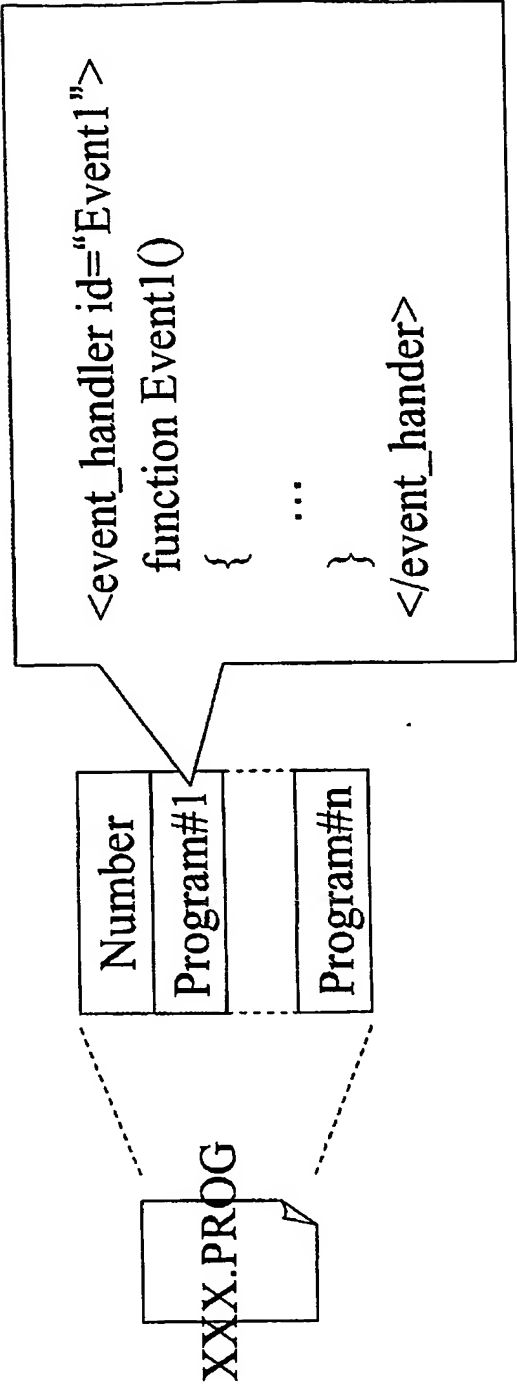 XXX.PROG
Number
Program#1
Program#n
<event_handler id=“Event1”>
function Event1()
{
...
}
</event_hander>